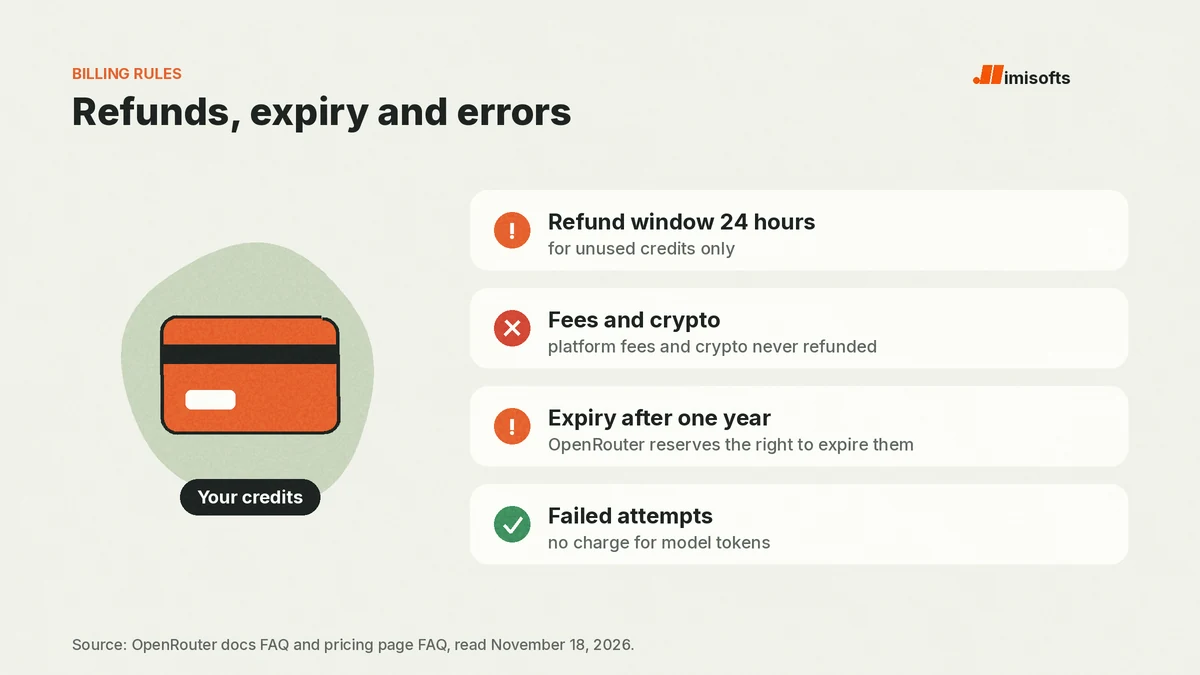 BILLING RULES
imisofts
Refunds, expiry and errors
Refund window 24 hours
for unused credits only
Fees and crypto
platform fees and crypto never refunded
Expiry after one year
OpenRouter reserves the right to expire them
Your credits
Failed attempts
no charge for model tokens
Source: OpenRouter docs FAQ and pricing page FAQ, read November 18, 2026.